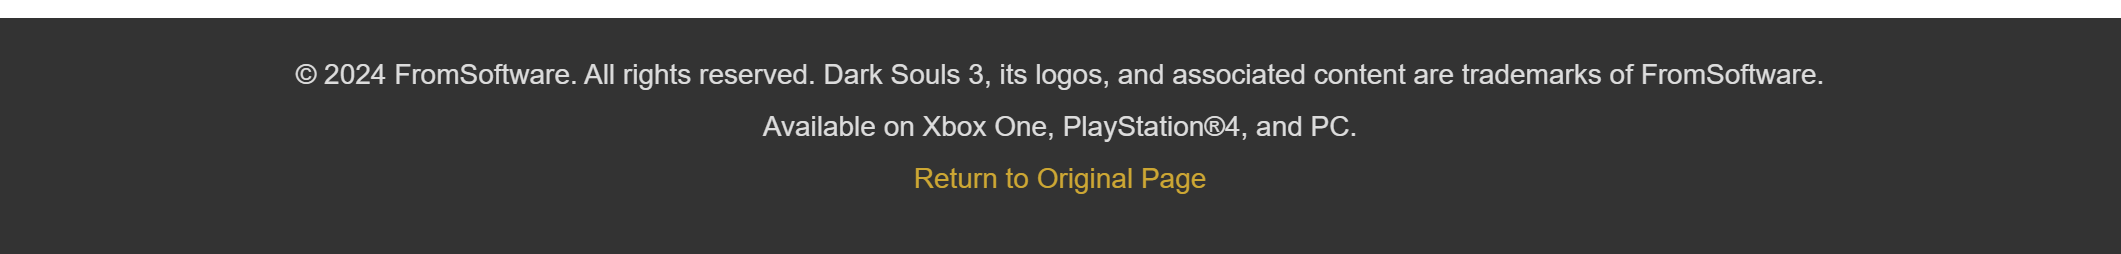 © 2024 FromSoftware. All rights reserved. Dark Souls 3, its logos, and associated content are trademarks of FromSoftware.
Available on Xbox One, PlayStation®4, and PC.
Return to Original Page